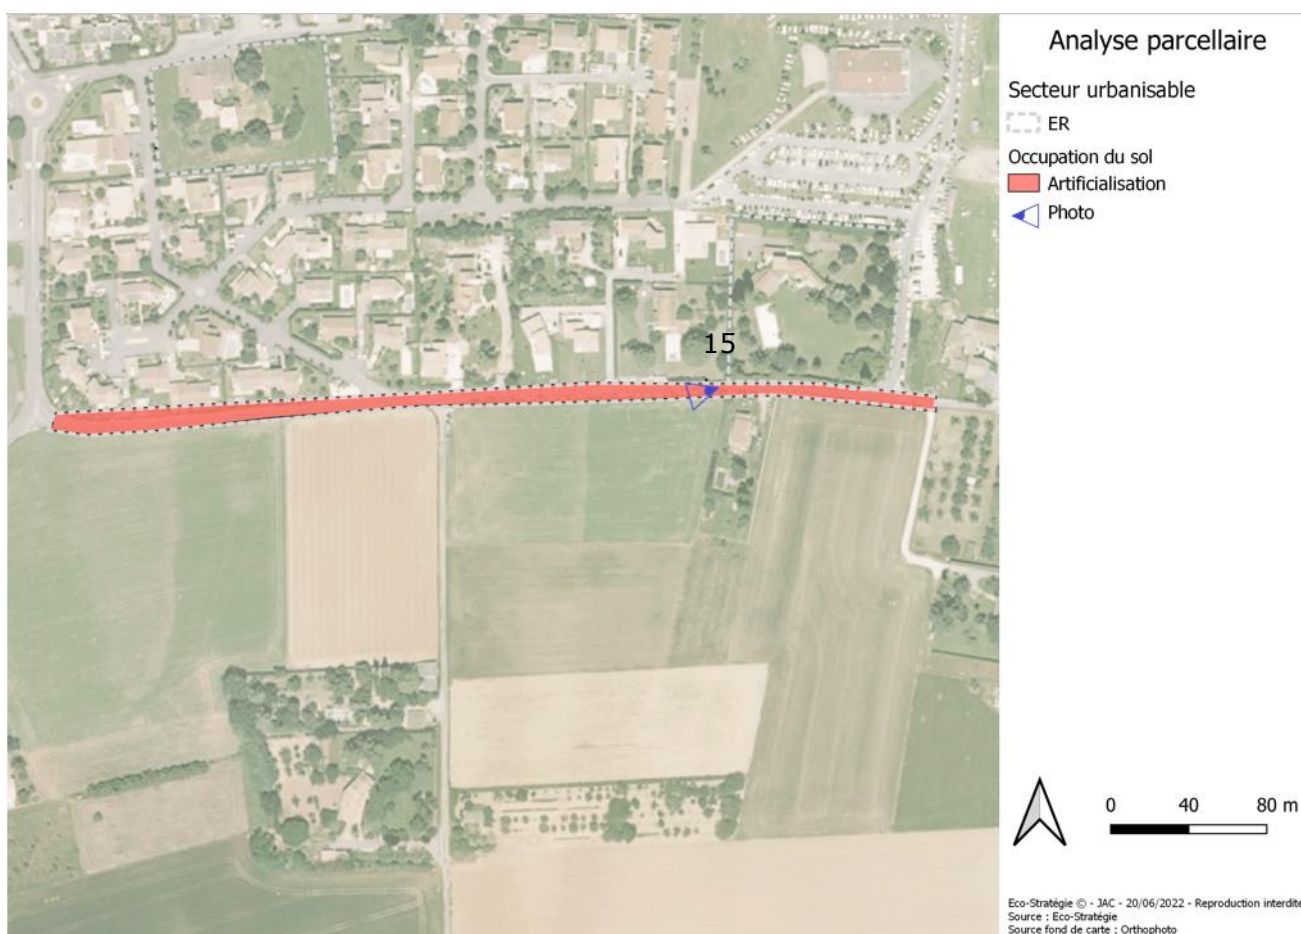 Analyse parcellaire
Secteur urbanisable
ER
Occupation du sol
Artificialisation
Photo
15
0 40 80 m
Eco-Stratégie © - JAC - 20/06/2022 - Reproduction interdite
Source : Eco-Stratégie
Source fond de carte : Orthophoto